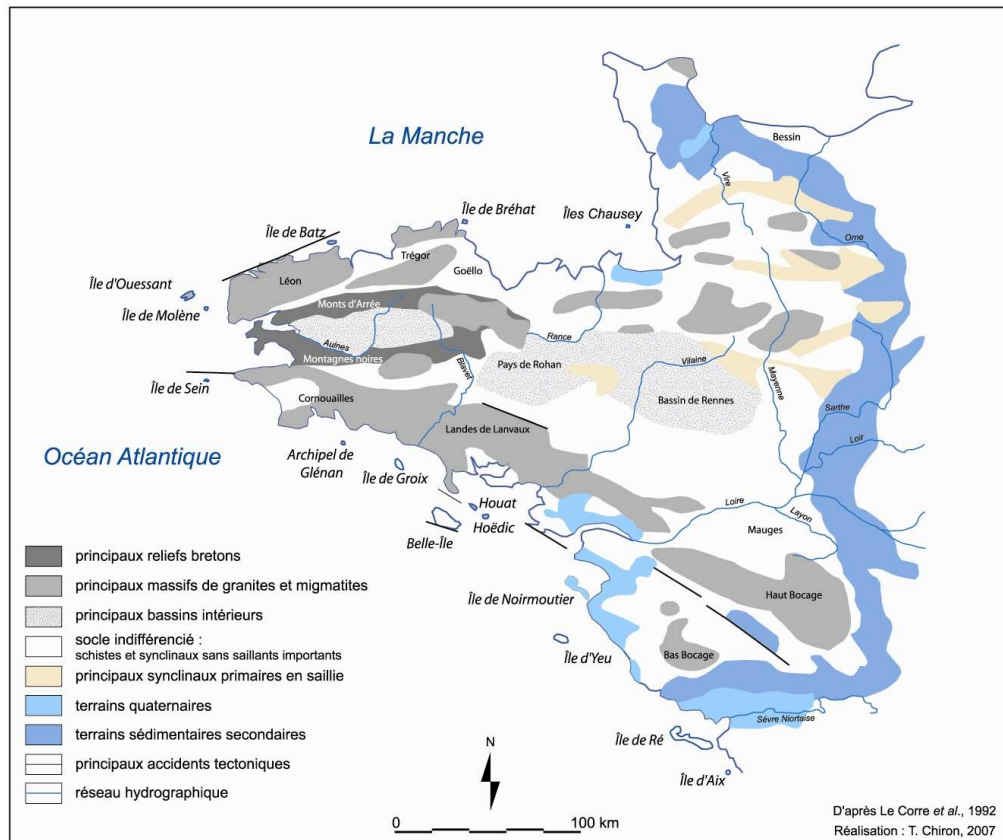 La Manche
Bessin
Vire
Île de Bréhat
Îles Chausey
Île de Batz
Orne
Trégor
Goëllo
Léon
Île d'Ouessant
Monts d'Arrée
Île de Molène
Aulnes
Rance
Montagnes noires
Pays de Rohan
Vilaine
Blavet
Mayenne
Île de Sein
Cornouailles
Bassin de Rennes
Sarthe
Landes de Lanvaux
Loir
Océan Atlantique
Archipel de
Glénan
Île de Groix
Houat
Loire
Hoëdic
Layon
Belle-Île
Mauges
Haut Bocage
Île de Noirmoutier
Île d'Yeu
Bas Bocage
Sèvre Niortaise
Île de Ré
Île d'Aix
principaux reliefs bretons
principaux massifs de granites et migmatites
principaux bassins intérieurs
socle indifférencié :
schistes et synclinaux sans saillants importants
principaux synclinaux primaires en saillie
terrains quaternaires
terrains sédimentaires secondaires
principaux accidents tectoniques
réseau hydrographique
N
0 100 km
D'après Le Corre et al., 1992
Réalisation : T. Chiron, 2007